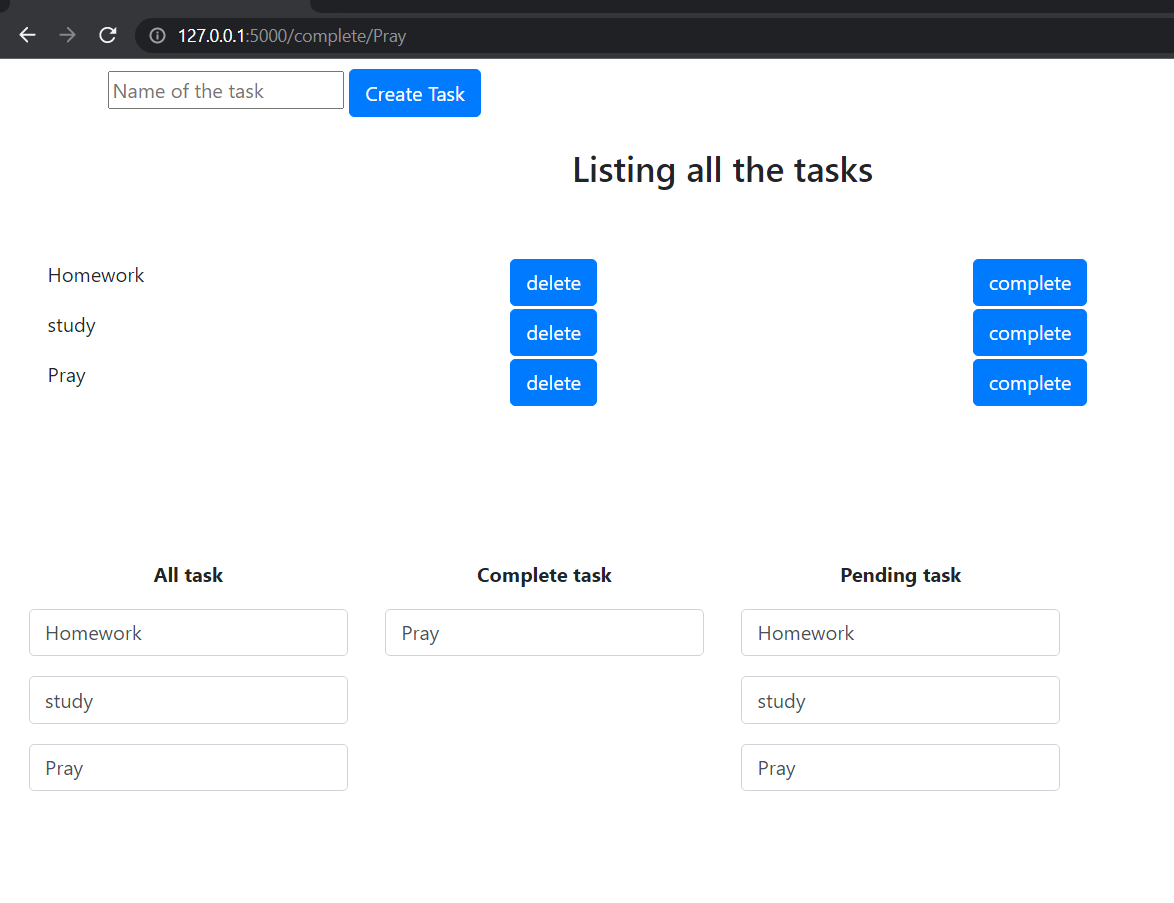 127.0.0.1:5000/complete/Pray
Name of the task Create Task
Listing all the tasks
Homework delete complete
study delete complete
Pray delete complete
All task Complete task Pending task
Homework Pray Homework
study study
Pray Pray